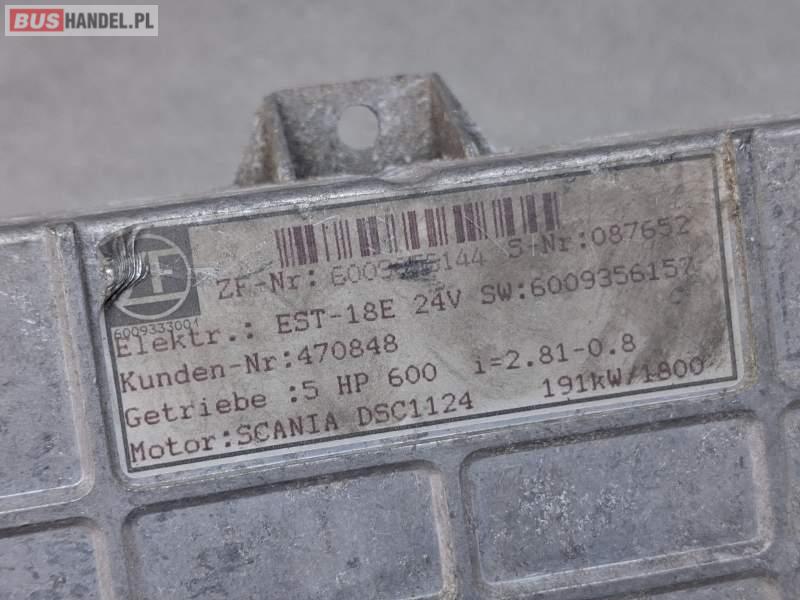 BUSHANDEL.PL
ZF
6009333001
ZF-Nr: S-Nr:087652
Elektr.: EST-18E 24V SW:6009356157
Kunden-Nr:470848
Getriebe :5 HP 600 i=2.81-0.8
Motor:SCANIA DSC1124 191kW/1800